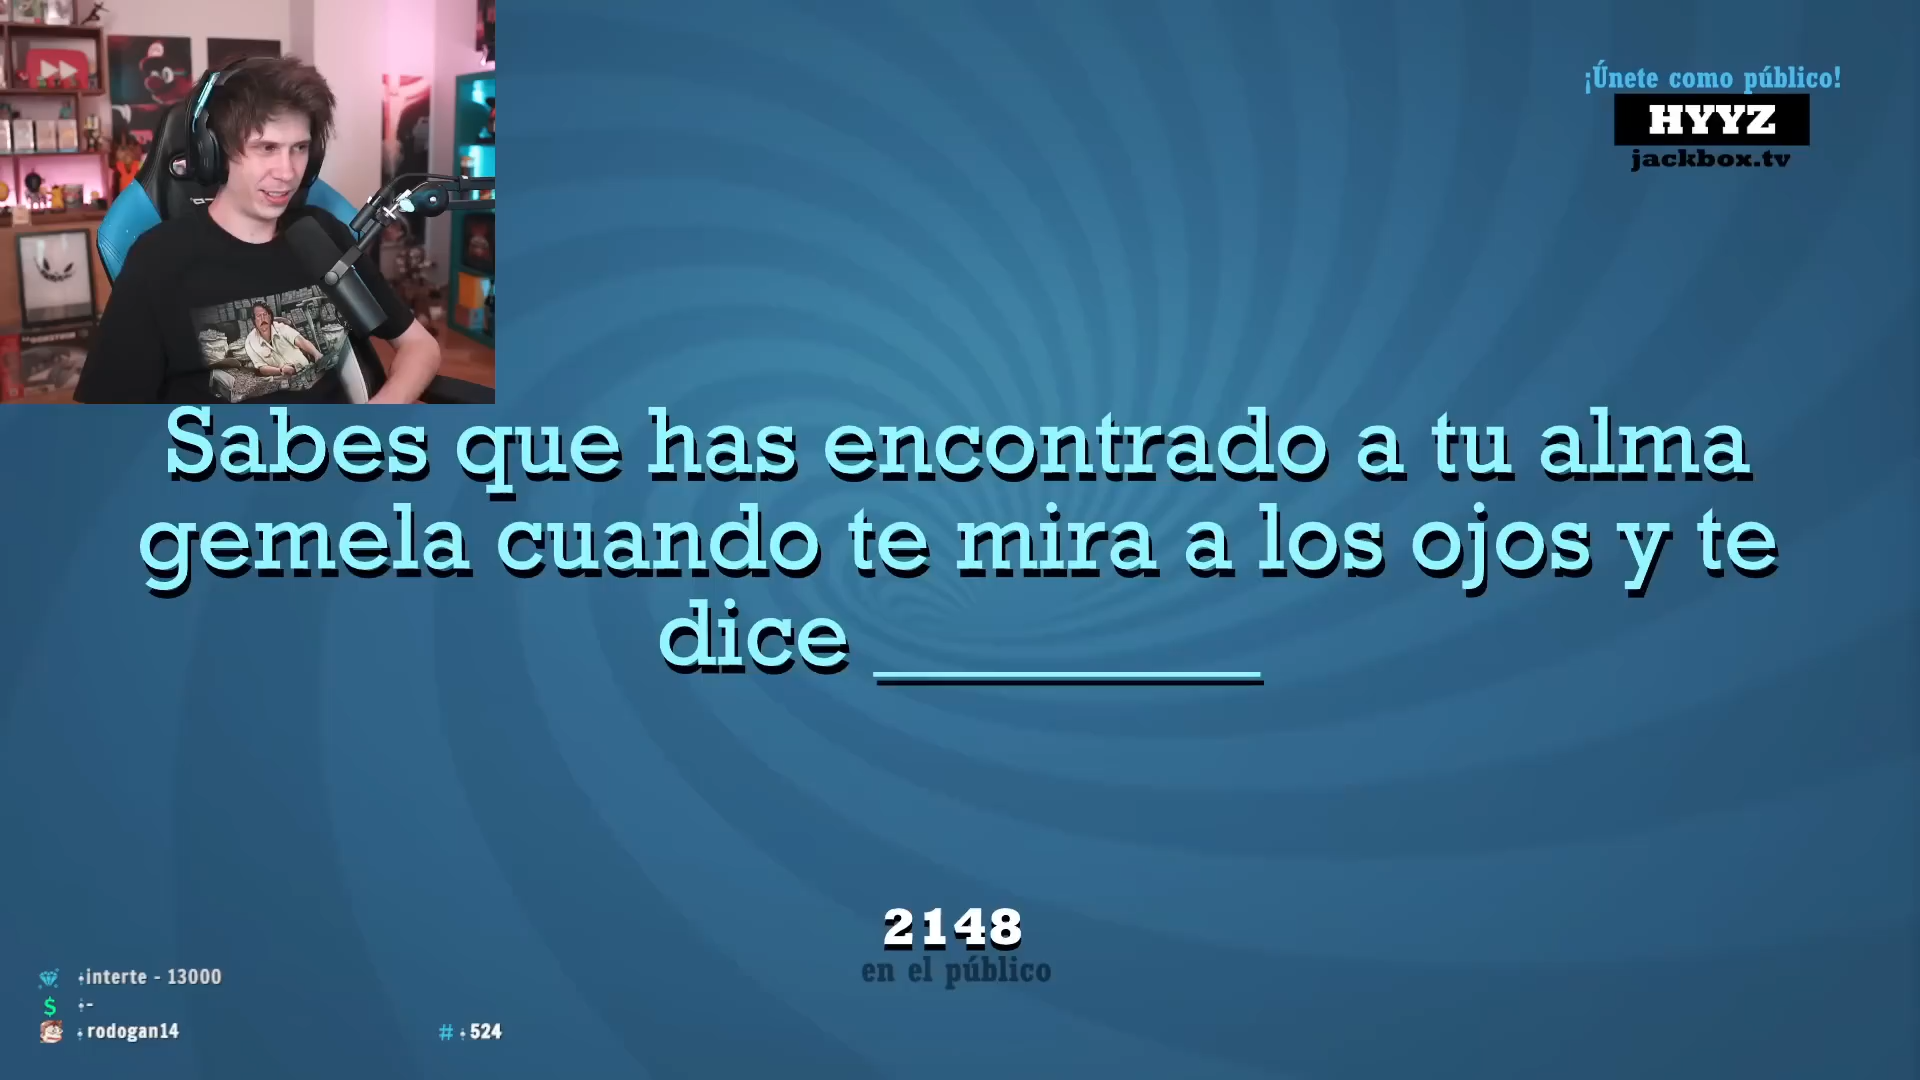 ¡Únete como público!
HYYZ
jackbox.tv
Sabes que has encontrado a tu alma
gemela cuando te mira a los ojos y te
dice __________
2148
en el público
interte - 13000
$ -
rodogan14
# 524